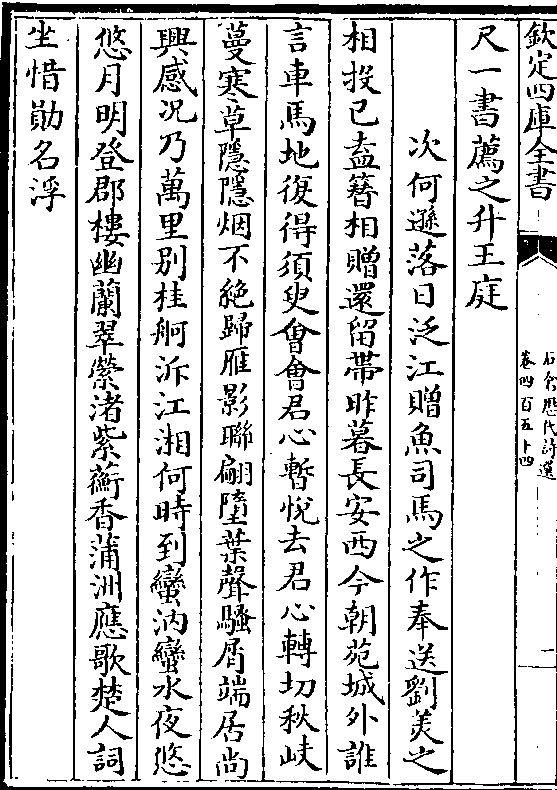 欽定四庫全書
石倉歷代詩選
卷四百五十四
一
尺一書薦之升王庭
次何遜落日泛江贈魚司馬之作奉送劉美之
相投已盍簪相贈還留帶昨暮長安西今朝苑城外誰
言車馬地復得須臾會會君心暫悅去君心轉切秋岐
蔓寒草隱隱烟不絶歸雁影聯翩墮葉聲騷屑端居尚
興感况乃萬里别桂舸泝江湘何時到蠻汭蠻水夜悠
悠月明登郡樓幽蘭翠縈渚紫蘅香蒲洲應歌楚人詞
坐惜勛名浮